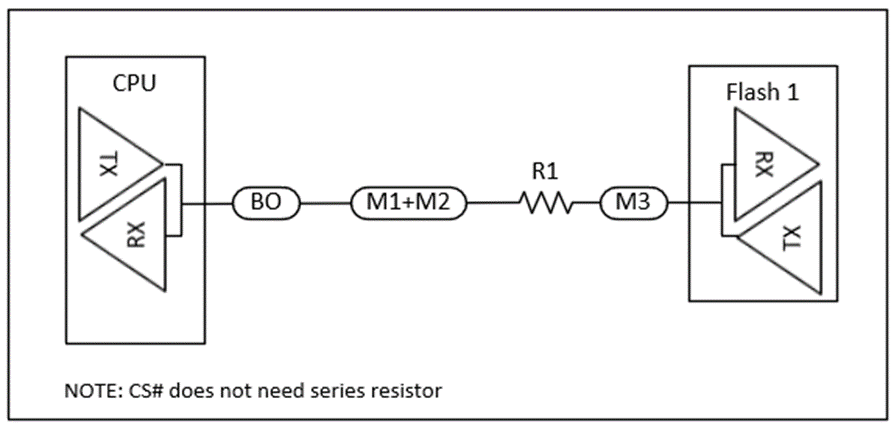 CPU
Flash 1
TX
RX
R1
RX
BO
M1+M2
M3
RX
TX
NOTE: CS# does not need series resistor